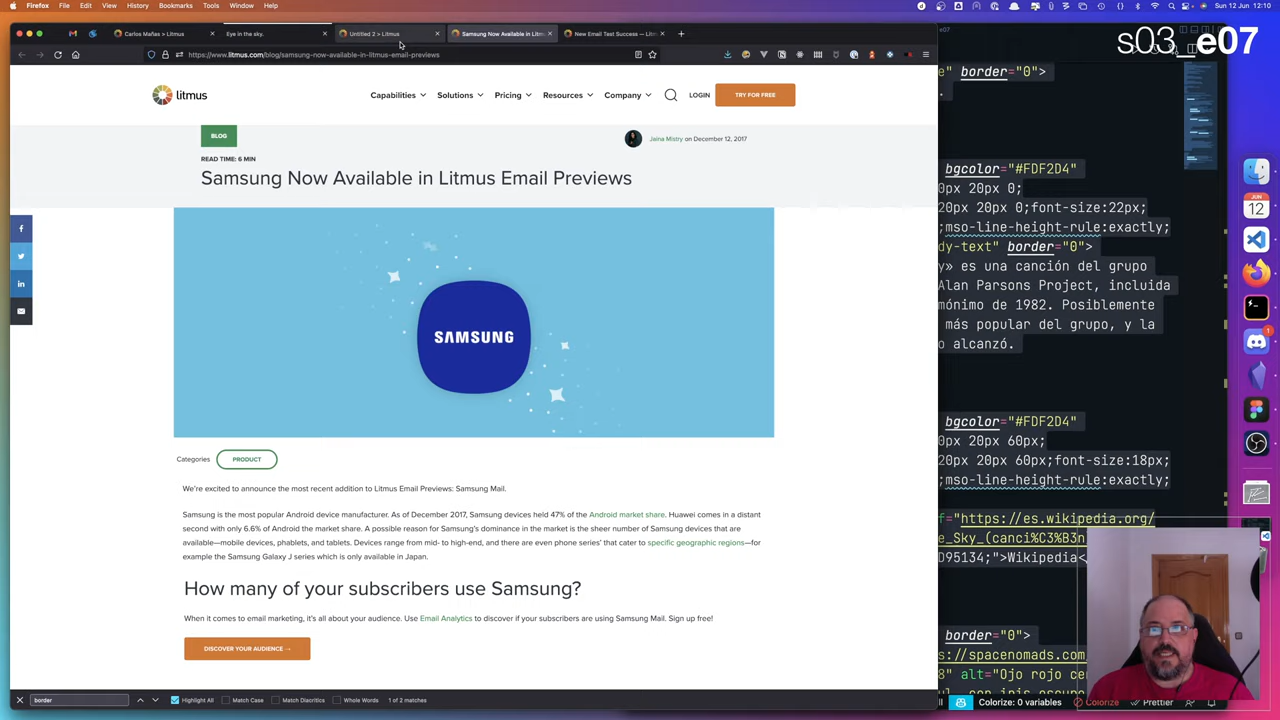 Firefox File Edit View History Bookmarks Tools Window Help
Sun 12 Jun 12:10
s03_e07
Carlos Mañas > Litmus
Eye in the sky.
Untitled 2 > Litmus
Samsung Now Available in Litm
New Email Test Success — Litm
https://www.litmus.com/blog/samsung-now-available-in-litmus-email-previews
litmus
Capabilities Solutions Pricing Resources Company LOGIN TRY FOR FREE
BLOG
Jaina Mistry on December 12, 2017
READ TIME: 6 MIN
Samsung Now Available in Litmus Email Previews
SAMSUNG
Categories PRODUCT
We're excited to announce the most recent addition to Litmus Email Previews: Samsung Mail.
Samsung is the most popular Android device manufacturer. As of December 2017, Samsung devices held 47% of the Android market share. Huawei comes in a distant
second with only 6.6% of Android the market share. A possible reason for Samsung's dominance in the market is the sheer number of Samsung devices that are
available—mobile devices, phablets, and tablets. Devices range from mid- to high-end, and there are even phone series' that cater to specific geographic regions—for
example the Samsung Galaxy J series which is only available in Japan.
How many of your subscribers use Samsung?
When it comes to email marketing, it's all about your audience. Use Email Analytics to discover if your subscribers are using Samsung Mail. Sign up free!
DISCOVER YOUR AUDIENCE →
border
Highlight All Match Case Match Diacritics Whole Words 1 of 2 matches
e" border="0">
bgcolor="#FDF2D4"
0px 20px 0;
20px 20px 0;font-size:22px;
;mso-line-height-rule:exactly;
dy-text" border="0">
y» es una canción del grupo
Alan Parsons Project, incluida
mónimo de 1982. Posiblemente
más popular del grupo, y la
o alcanzó.
bgcolor="#FDF2D4"
0px 20px 60px;
20px 20px 60px;font-size:18px;
;mso-line-height-rule:exactly;
f="https://es.wikipedia.org/
e_Sky_(canci%C3%B3n
D95134;">Wikipedia<
border="0">
s://spacenomads.com
8" alt="Ojo rojo ce
l, con iris oscuro
Colorize: 0 variables Colorize Prettier
JUN
12
1